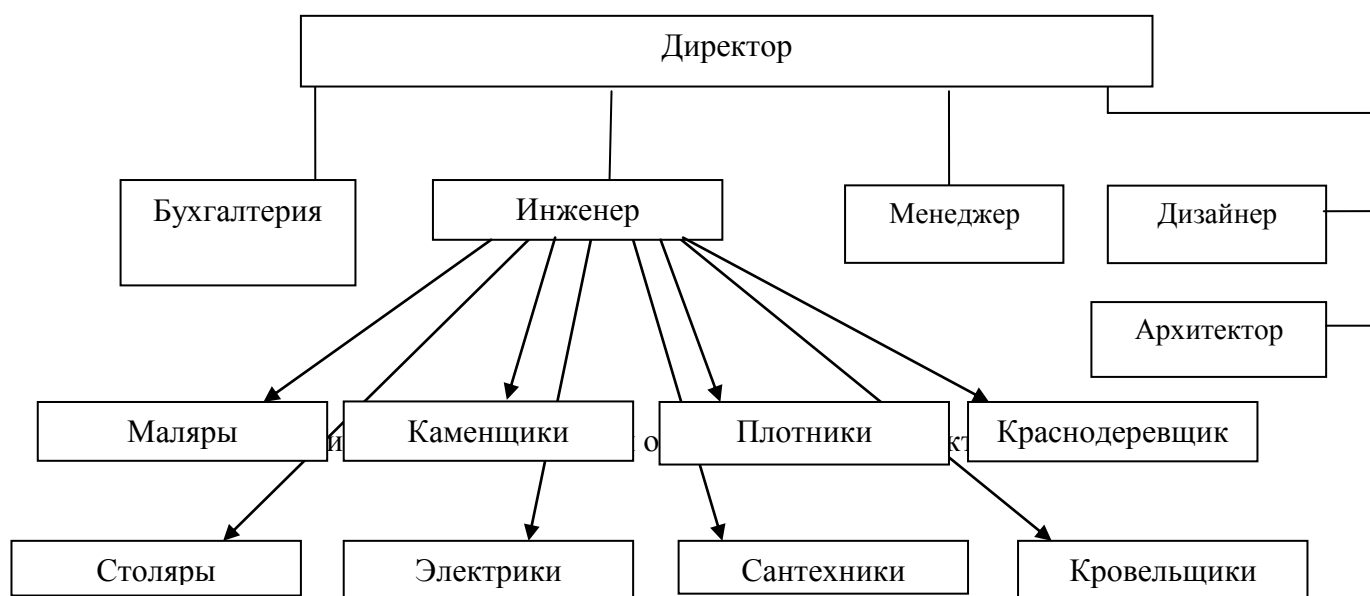 Директор
Бухгалтерия
Инженер
Менеджер
Дизайнер
Архитектор
Маляры
Каменщики
Плотники
Краснодеревщик
Столяры
Электрики
Сантехники
Кровельщики